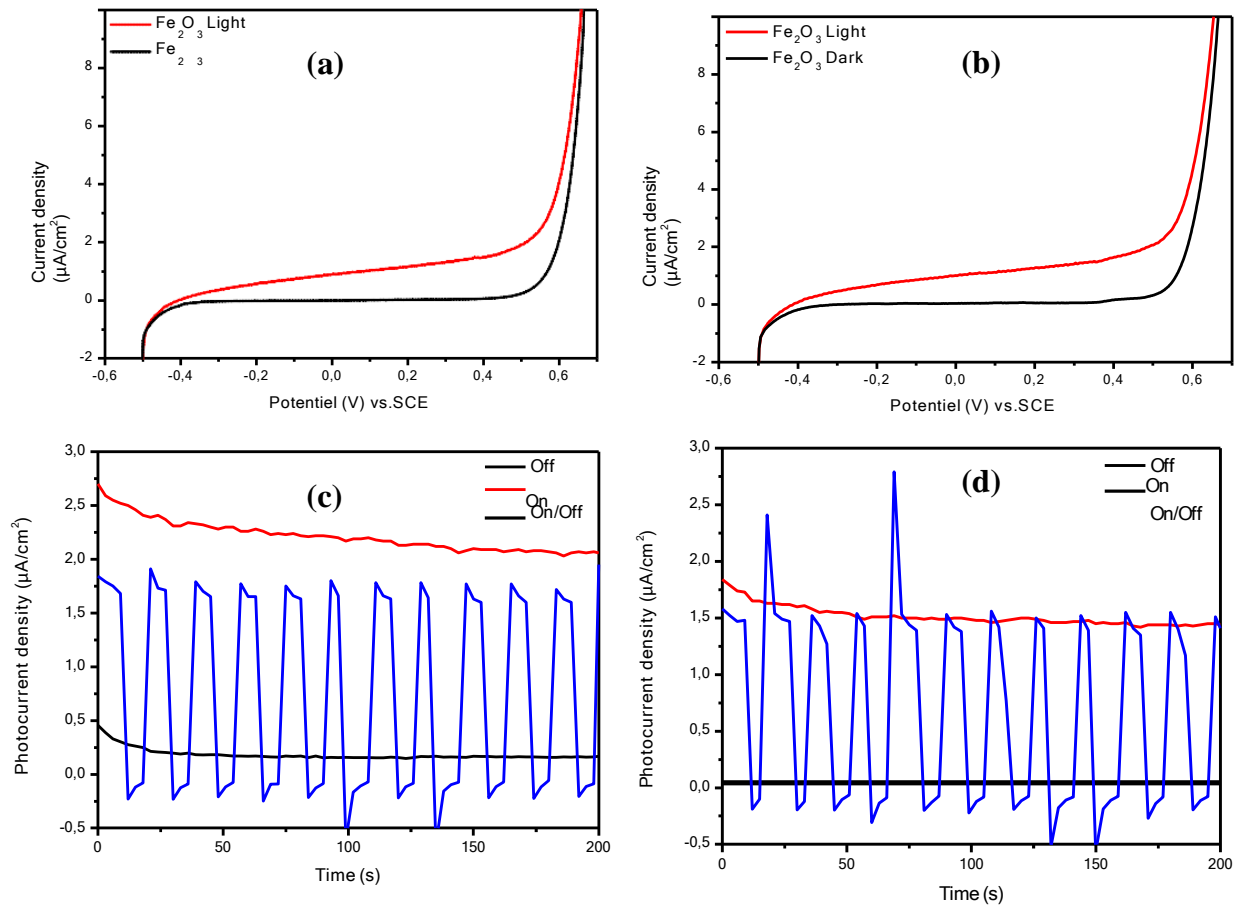 Fe2O3 Light
Fe2 3
(a)
10
8
6
4
2
0
-2
Current density
(µA/cm²)
-0,6 -0,4 -0,2 0,0 0,2 0,4 0,6
Potentiel (V) vs.SCE
Fe2O3 Light
Fe2O3 Dark
(b)
8
6
4
2
0
-2
Current density
(µA/cm²)
-0,6 -0,4 -0,2 0,0 0,2 0,4 0,6
Potentiel (V) vs.SCE
3,0
2,5
2,0
1,5
1,0
0,5
0,0
-0,5
Photocurrent density (µA/cm²)
(c)
Off
On
On/Off
0 50 100 150 200
Time (s)
3,0
2,5
2,0
1,5
1,0
0,5
0,0
-0,5
Photocurrent density (µA/cm²)
(d)
Off
On
On/Off
0 50 100 150 200
Time (s)